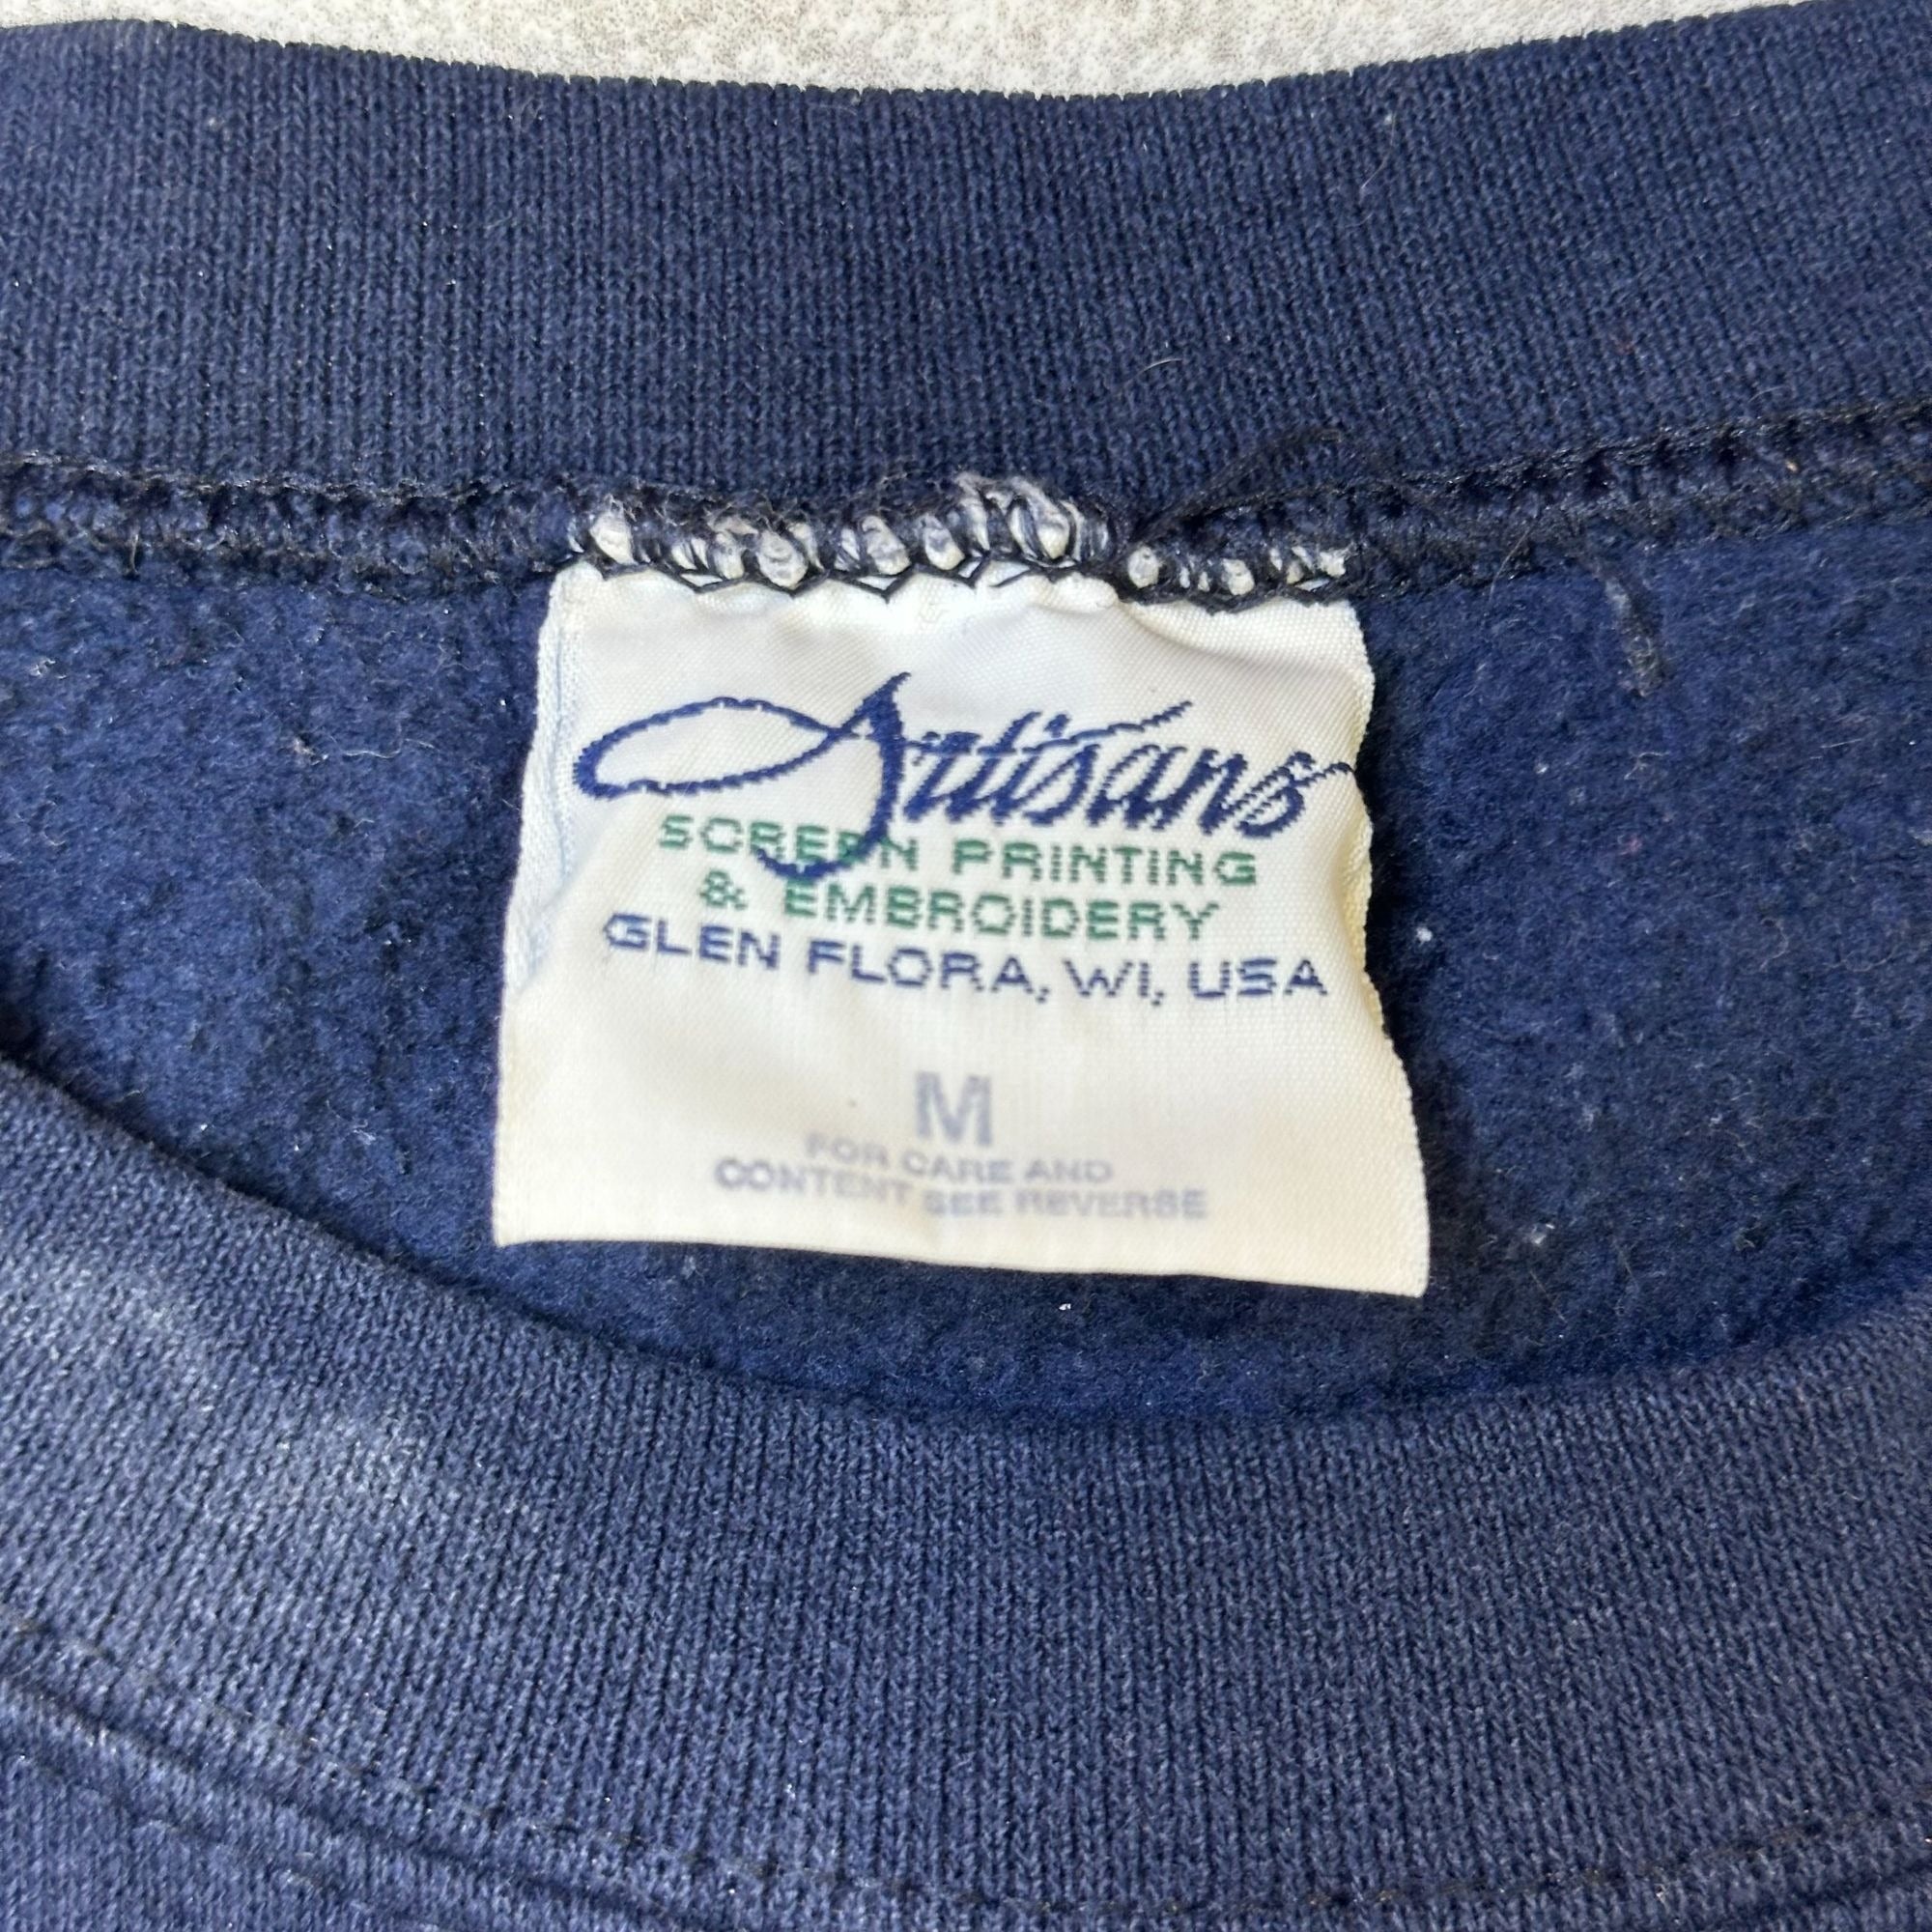 Artisans
SCREEN PRINTING
& EMBROIDERY
GLEN FLORA, WI, USA
M
FOR CARE AND
CONTENT SEE REVERSE